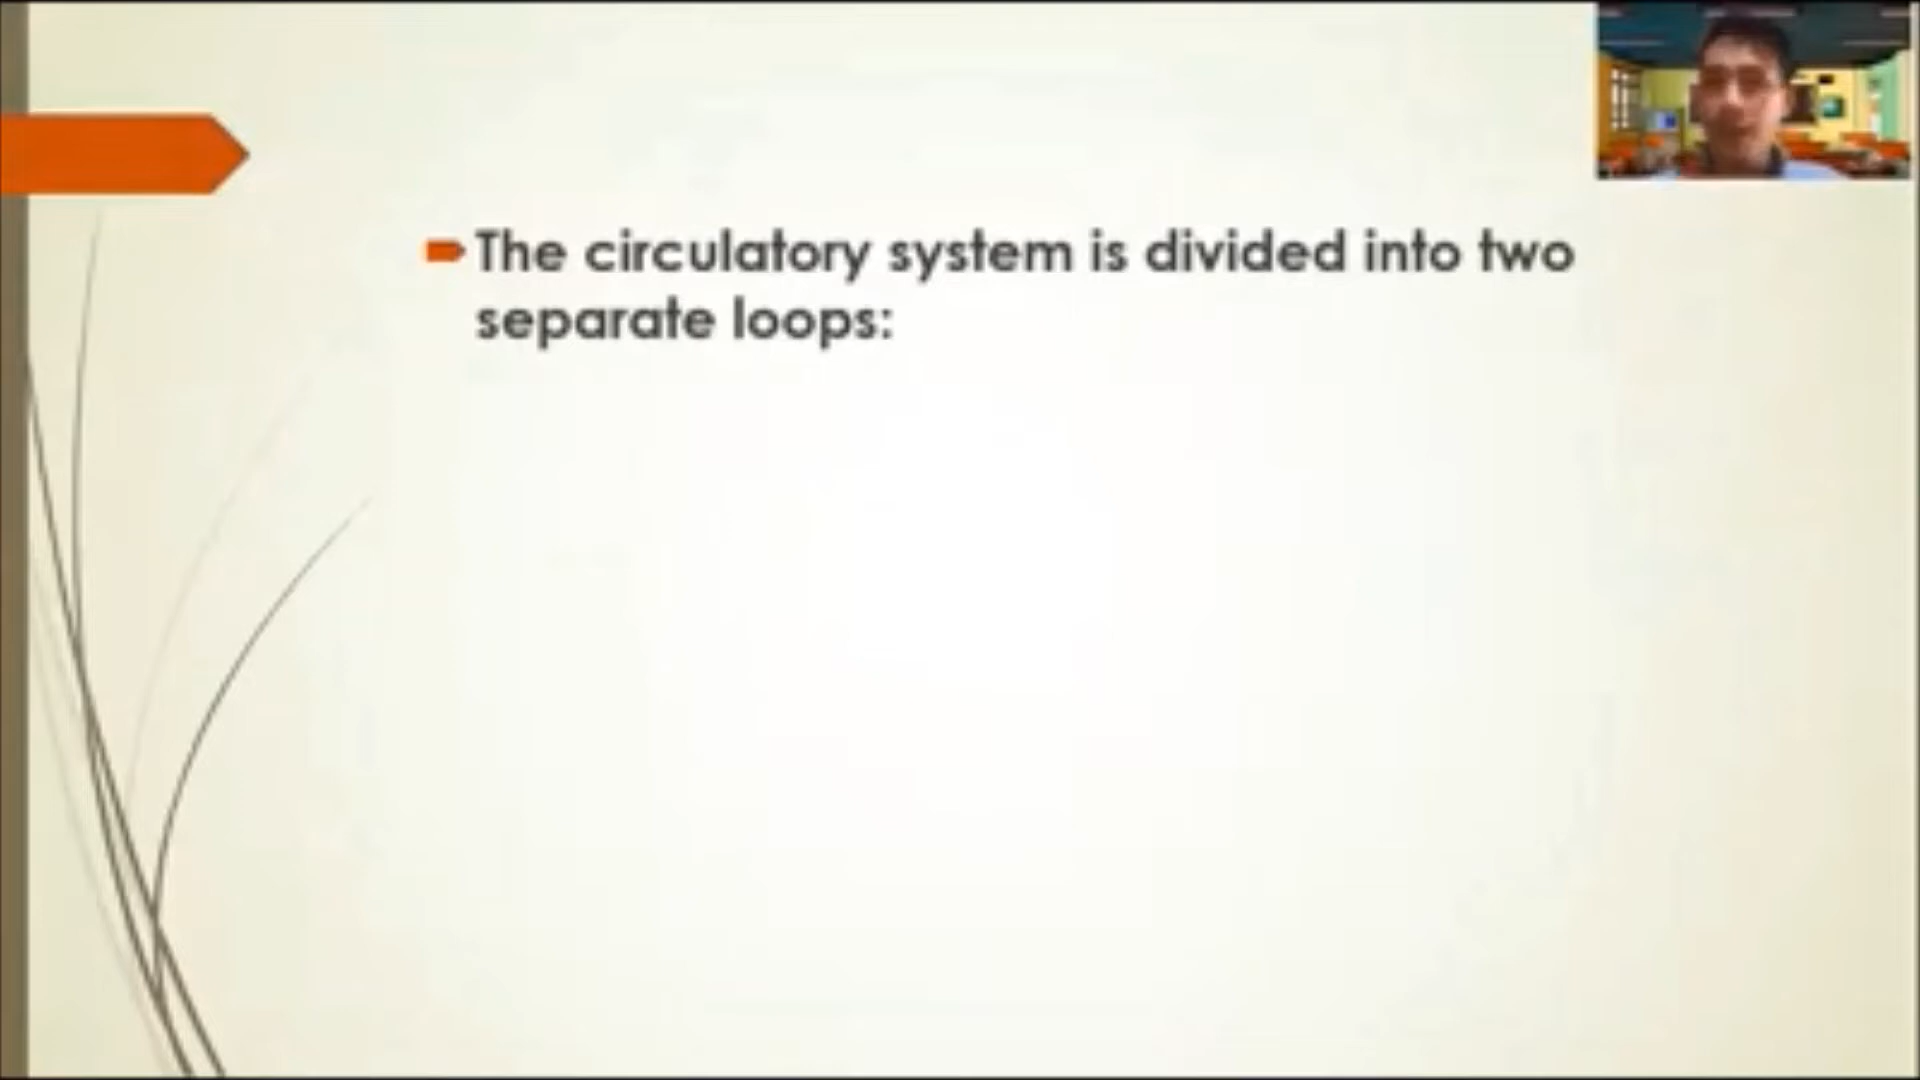 The circulatory system is divided into two
separate loops: